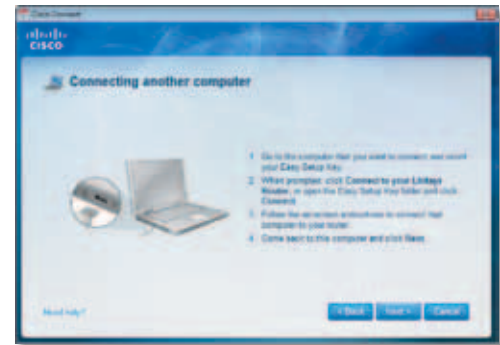 Cisco Connect
CISCO
Connecting another computer
1 Go to the computer that you want to connect and insert
your Easy Setup Key.
2 When prompted, click Connect to your Linksys
Router, or open the Easy Setup Key folder and click
Connect.
3 Follow the onscreen instructions to connect that
computer to your router.
4 Come back to this computer and click Next.
Need help?
< Back
Next >
Cancel